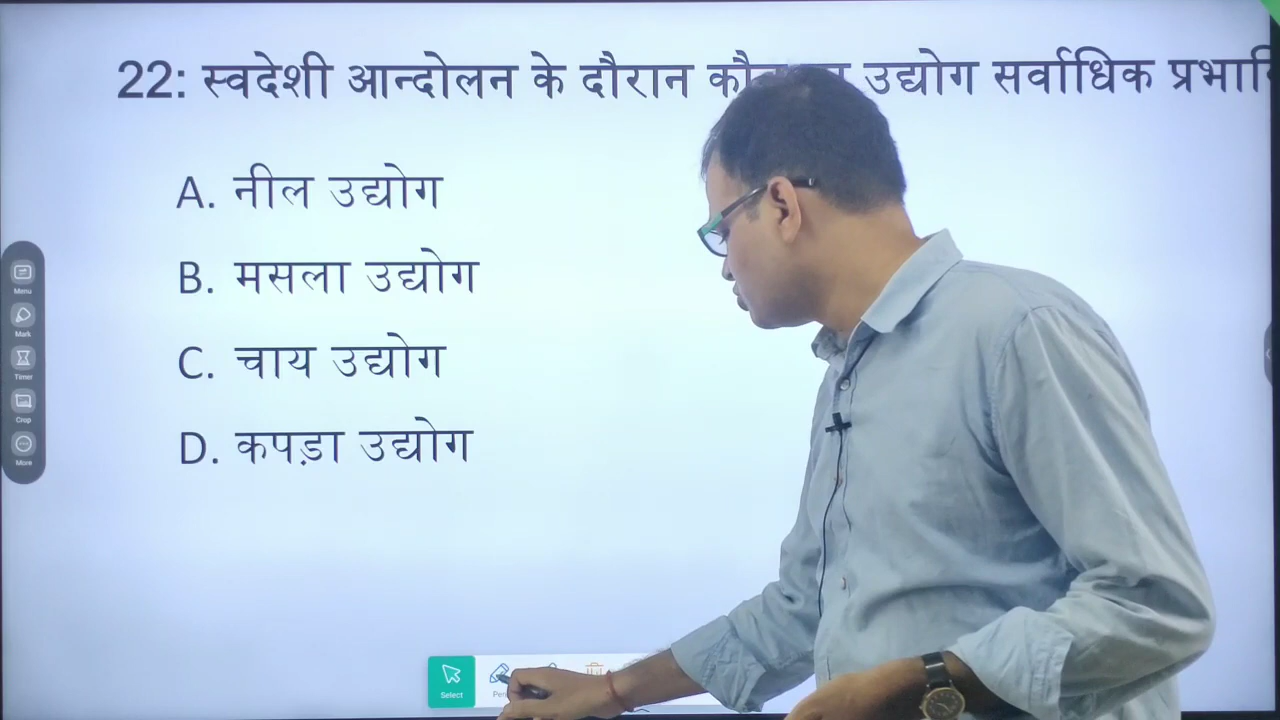 22: स्वदेशी आन्दोलन के दौरान उद्योग सर्वाधिक
A. नील उद्योग
B. मसला उद्योग
C. चाय उद्योग
D. कपड़ा उद्योग
Menu
Mark
Timer
Crop
More
Select